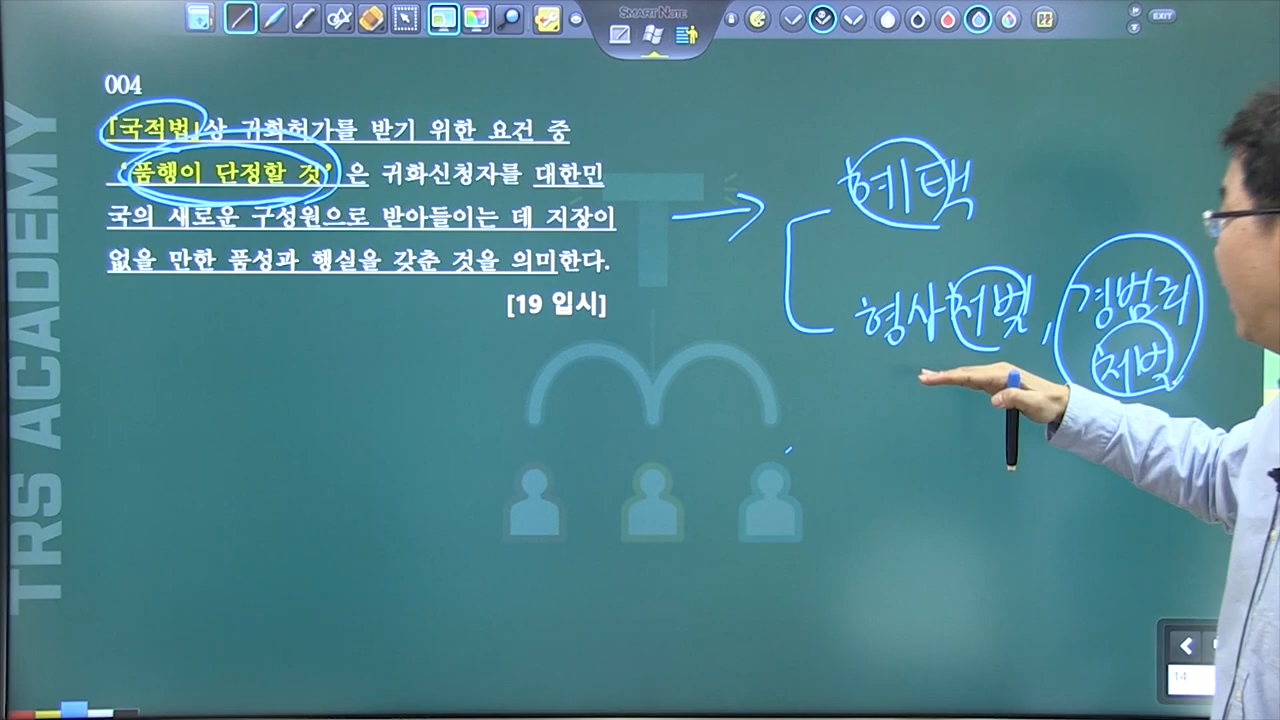 SMART NOTE
EXIT
004
「국적법」상 귀화허가를 받기 위한 요건 중
‘품행이 단정할 것’은 귀화신청자를 대한민
국의 새로운 구성원으로 받아들이는 데 지장이
없을 만한 품성과 행실을 갖춘 것을 의미한다.
[19 입시]
혜택
형사처벌, 경범죄
처벌
TRS ACADEMY
14